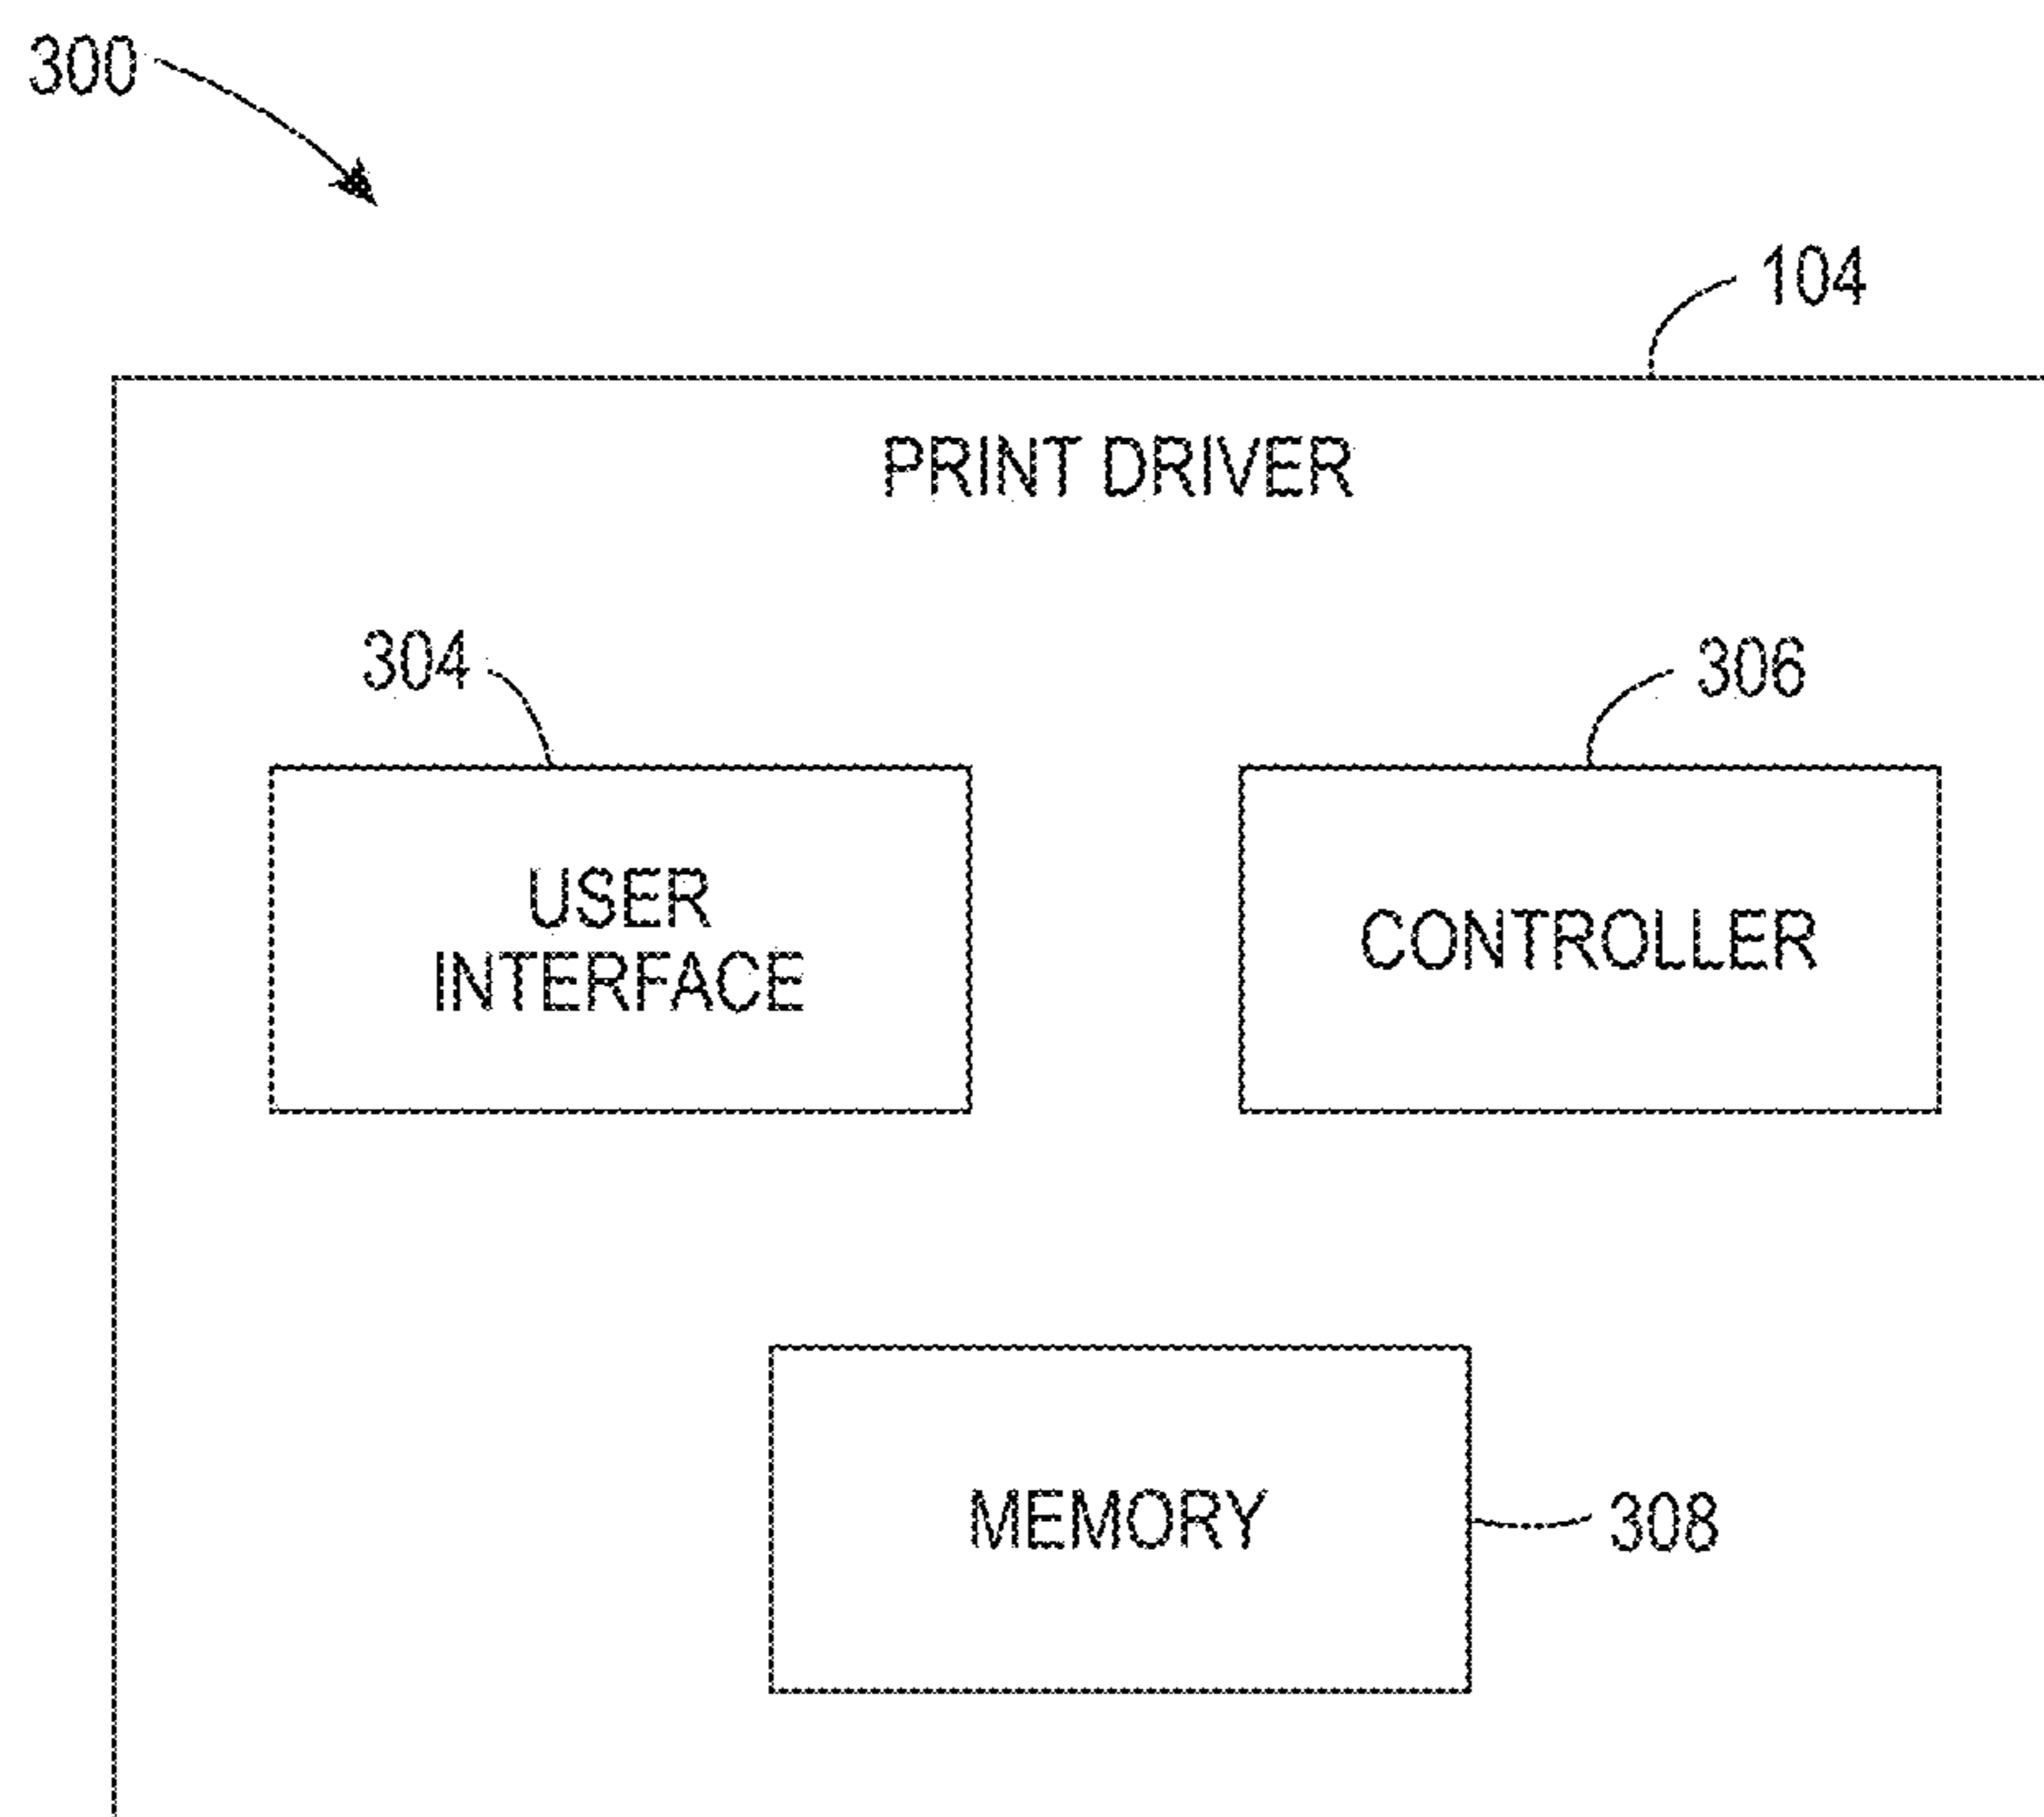 300
104
PRINT DRIVER
304
306
USER
INTERFACE
CONTROLLER
MEMORY
308